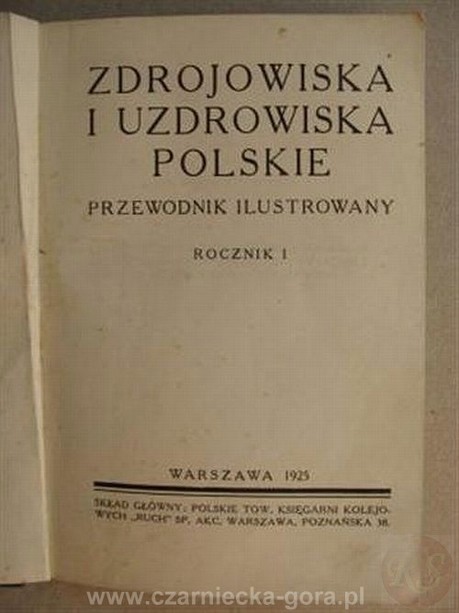 ZDROJOWISKA
I UZDROWISKA
POLSKIE
PRZEWODNIK ILUSTROWANY
ROCZNIK I
WARSZAWA 1925
SKŁAD GŁÓWNY: POLSKIE TOW. KSIĘGARNI KOLEJO-
WYCH „RUCH" SP. AKC. WARSZAWA, POZNAŃSKA 38.
www.czarniecka-gora.pl